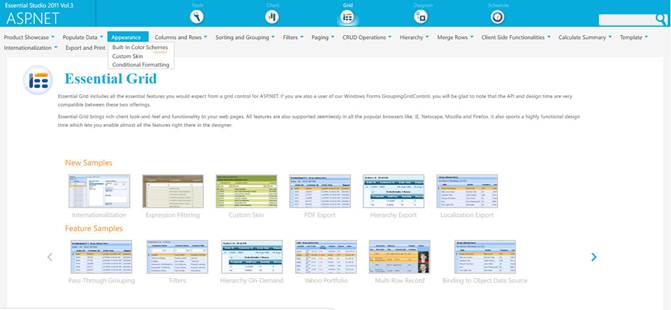 Essential Studio 2011 Vol.3
ASP.NET
Tools
Chart
Grid
Diagram
Schedule
Product Showcase
Populate Data
Appearance
Columns and Rows
Sorting and Grouping
Filters
Paging
CRUD Operations
Hierarchy
Merge Rows
Client Side Functionalities
Calculate Summary
Template
Internationalization
Export and Print
Built-In Color Schemes
Custom Skin
Conditional Formatting
Essential Grid
Essential Grid includes all the essential features you would expect from a grid control for ASP.NET. If you are also a user of our Windows Forms GroupingGridControl, you will be glad to note that the API and design time are very
compatible between these two offerings.
Essential Grid brings rich client look-and-feel and functionality to your web pages. All features are also supported seamlessly in all the popular browsers like. IE, Netscape, Mozilla and Firefox. It also sports a highly functional design
time which lets you enable almost all the features right there in the designer.
New Samples
Internationalization
Expression Filtering
Custom Skin
PDF Export
Hierarchy Export
Localization Export
Feature Samples
Pass-Through Grouping
Filters
Hierarchy On-Demand
Yahoo Portfolio
Multi-Row Record
Binding to Object Data Source